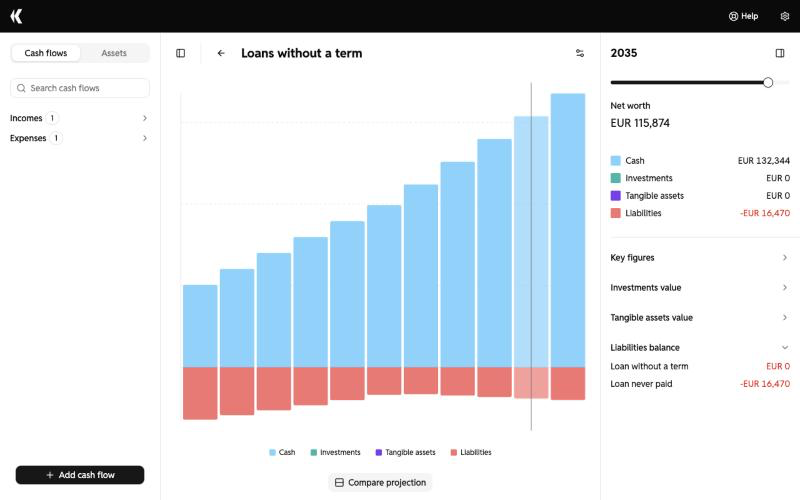 Help
Cash flows
Assets
Search cash flows
Incomes 1
Expenses 1
Add cash flow
Loans without a term
Cash
Investments
Tangible assets
Liabilities
Compare projection
2035
Net worth
EUR 115,874
Cash EUR 132,344
Investments EUR 0
Tangible assets EUR 0
Liabilities -EUR 16,470
Key figures
Investments value
Tangible assets value
Liabilities balance
Loan without a term EUR 0
Loan never paid -EUR 16,470